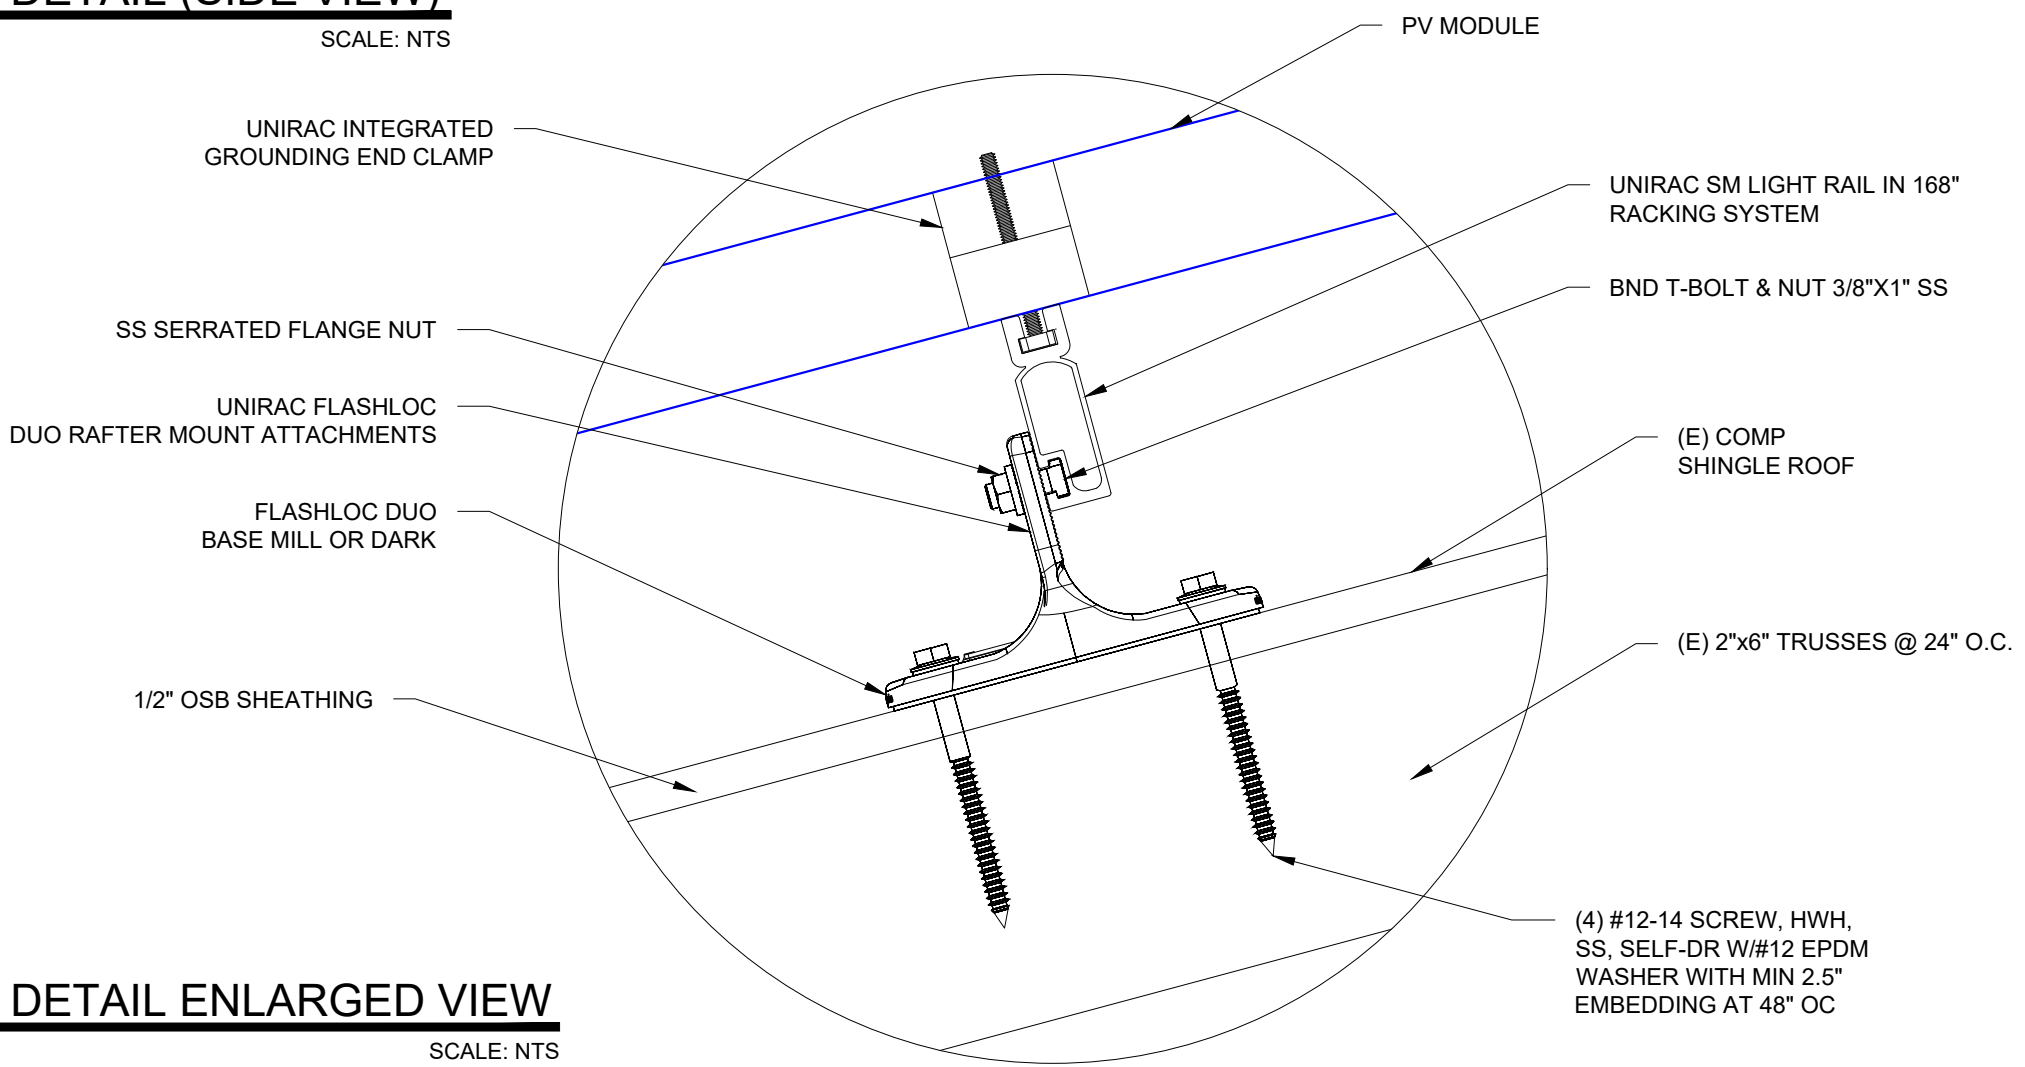 DETAIL (SIDE VIEW)
SCALE: NTS
PV MODULE
UNIRAC INTEGRATED
GROUNDING END CLAMP
UNIRAC SM LIGHT RAIL IN 168"
RACKING SYSTEM
BND T-BOLT & NUT 3/8"X1" SS
SS SERRATED FLANGE NUT
UNIRAC FLASHLOC
DUO RAFTER MOUNT ATTACHMENTS
(E) COMP
SHINGLE ROOF
FLASHLOC DUO
BASE MILL OR DARK
(E) 2"x6" TRUSSES @ 24" O.C.
1/2" OSB SHEATHING
(4) #12-14 SCREW, HWH,
SS, SELF-DR W/#12 EPDM
WASHER WITH MIN 2.5"
EMBEDDING AT 48" OC
DETAIL ENLARGED VIEW
SCALE: NTS